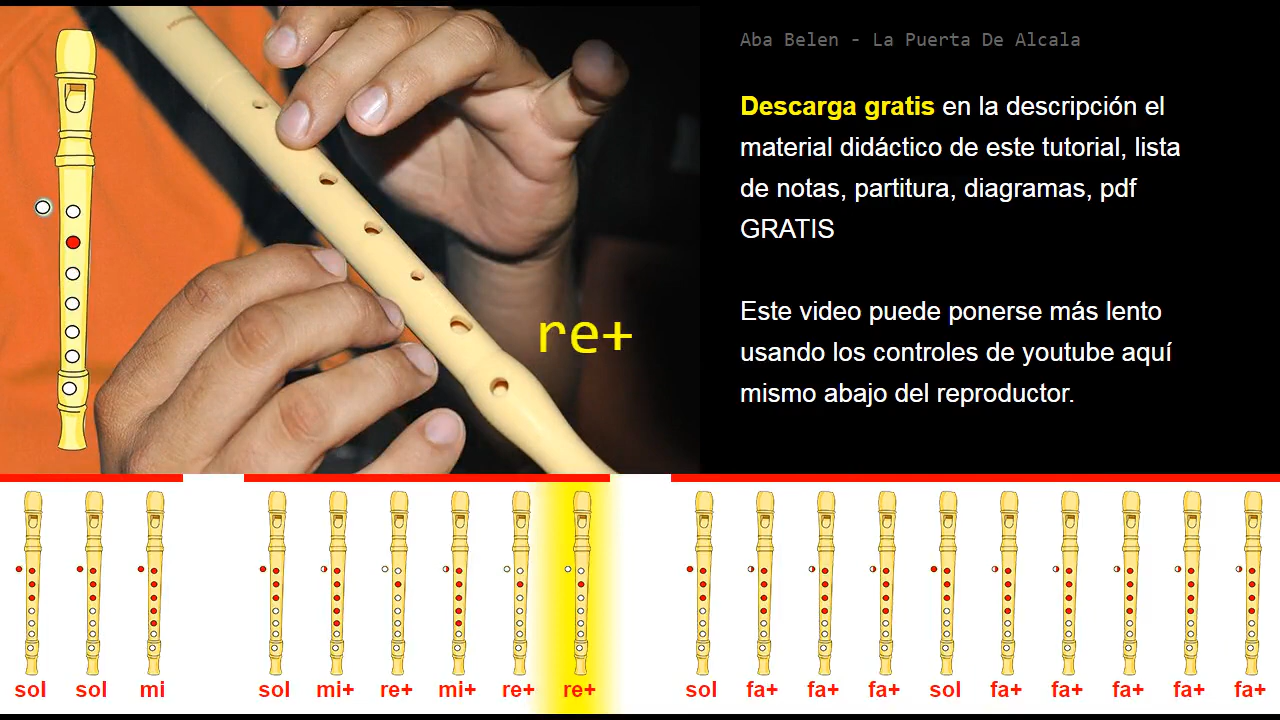 Aba Belen - La Puerta De Alcala
Descarga gratis en la descripción el
material didáctico de este tutorial, lista
de notas, partitura, diagramas, pdf
GRATIS
Este video puede ponerse más lento
usando los controles de youtube aquí
mismo abajo del reproductor.
re+
sol sol mi sol mi+ re+ mi+ re+ re+ sol fa+ fa+ fa+ sol fa+ fa+ fa+ fa+ fa+